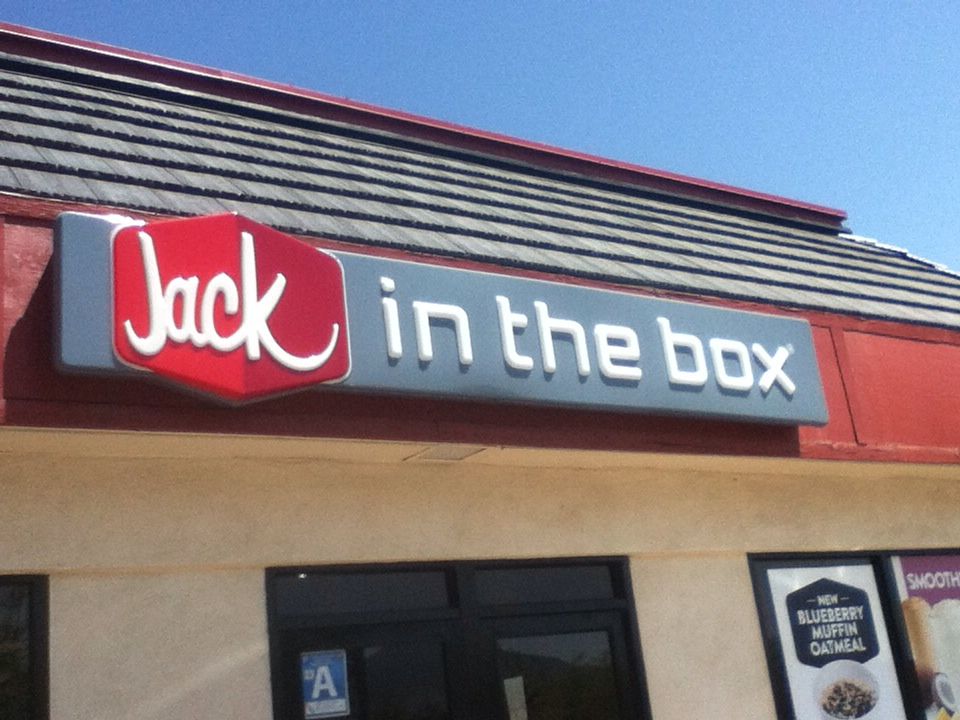 Jack in the box
NEW
BLUEBERRY
MUFFIN
OATMEAL
SMOOTH
A